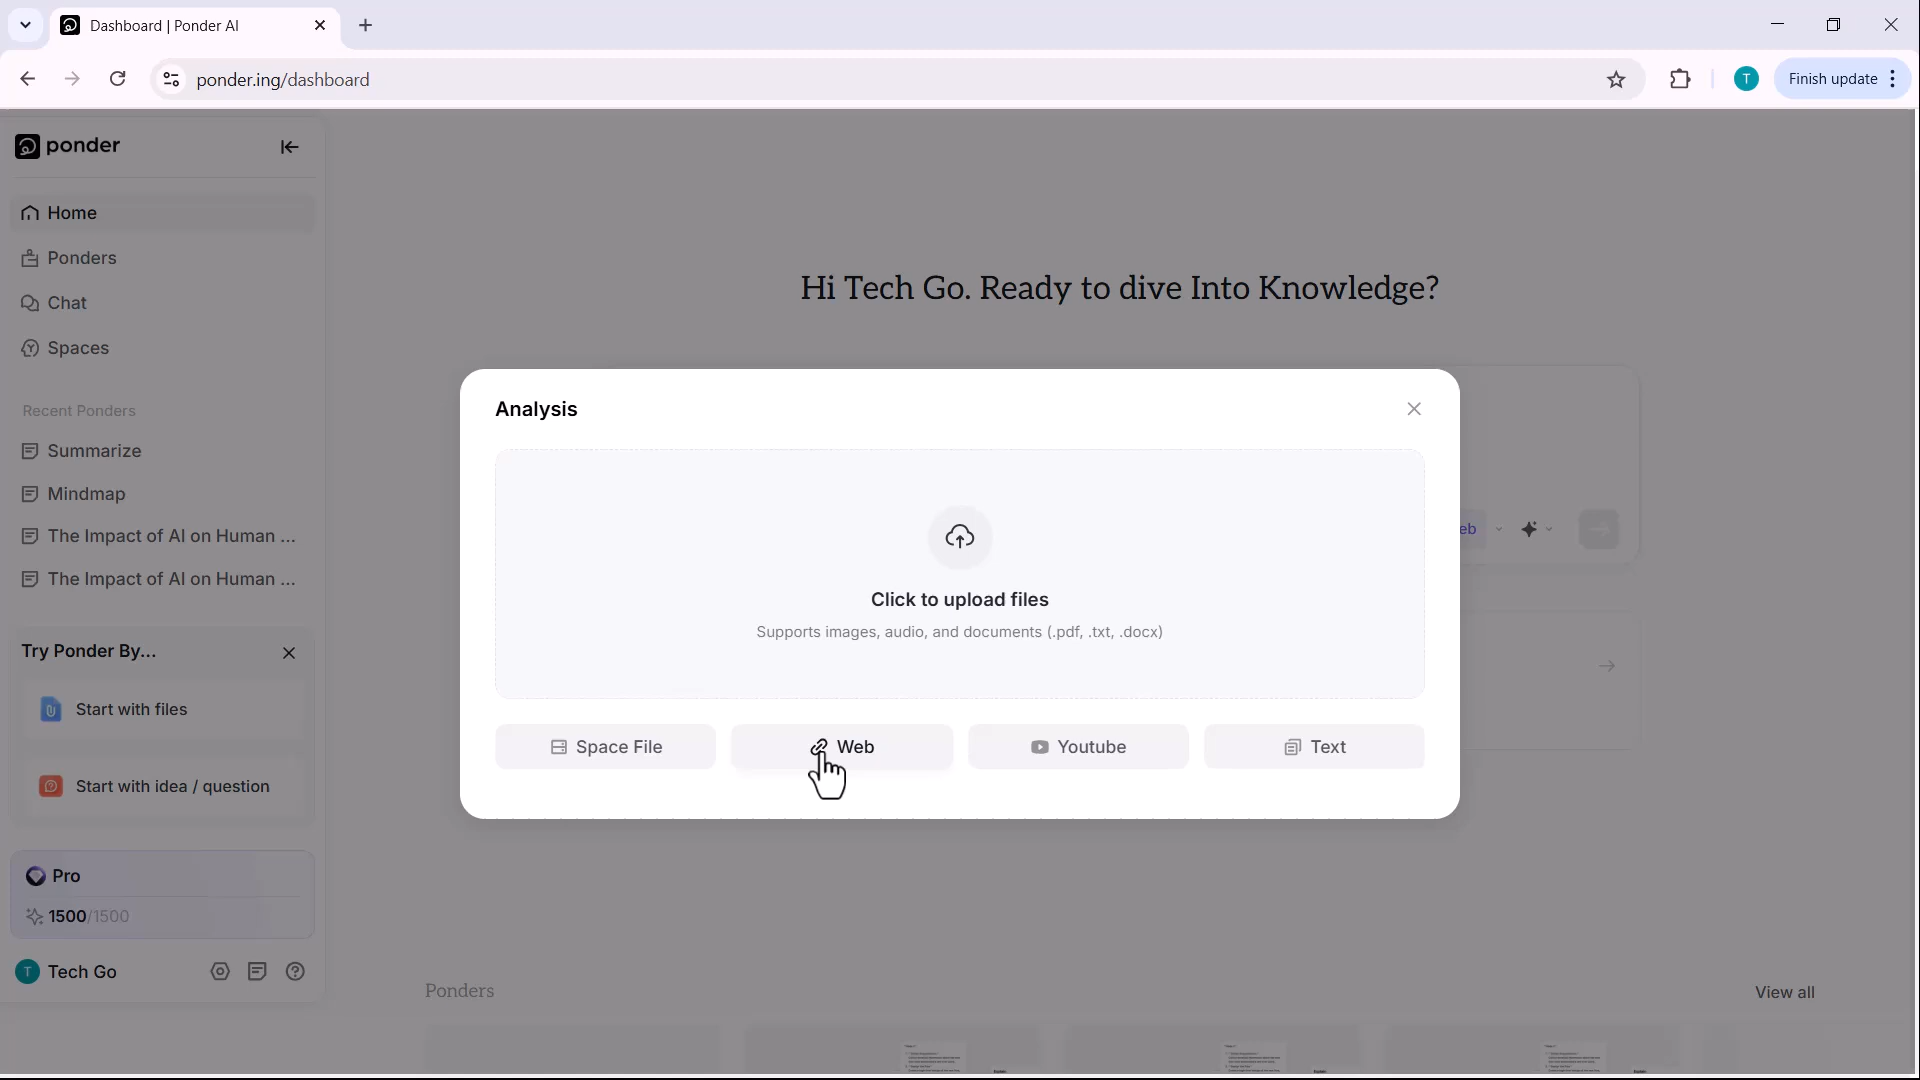 Dashboard | Ponder AI
ponder.ing/dashboard
T
Finish update
ponder
Home
Ponders
Chat
Spaces
Recent Ponders
Summarize
Mindmap
The Impact of AI on Human ...
The Impact of AI on Human ...
Try Ponder By...
Start with files
Start with idea / question
Pro
1500/1500
T Tech Go
Hi Tech Go. Ready to dive Into Knowledge?
Analysis
Click to upload files
Supports images, audio, and documents (.pdf, .txt, .docx)
Space File
Web
Youtube
Text
eb
Ponders
View all